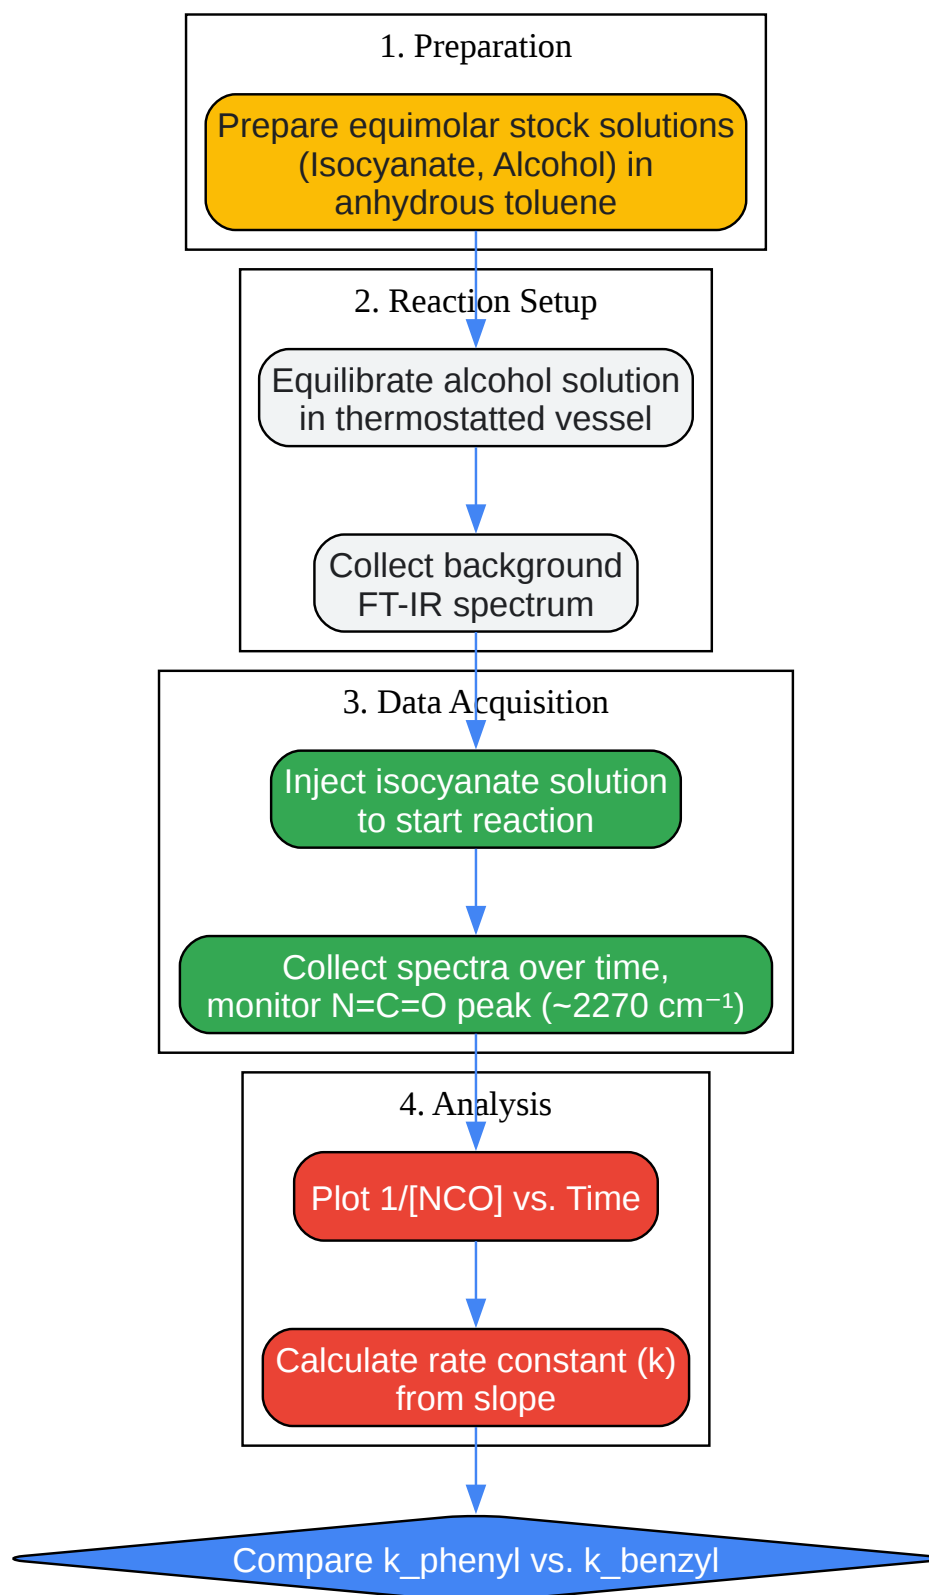 1. Preparation
Prepare equimolar stock solutions
(Isocyanate, Alcohol) in
anhydrous toluene
2. Reaction Setup
Equilibrate alcohol solution
in thermostatted vessel
Collect background
FT-IR spectrum
3. Data Acquisition
Inject isocyanate solution
to start reaction
Collect spectra over time,
monitor N=C=O peak (~2270 cm⁻¹)
4. Analysis
Plot 1/[NCO] vs. Time
Calculate rate constant (k)
from slope
Compare k_phenyl vs. k_benzyl